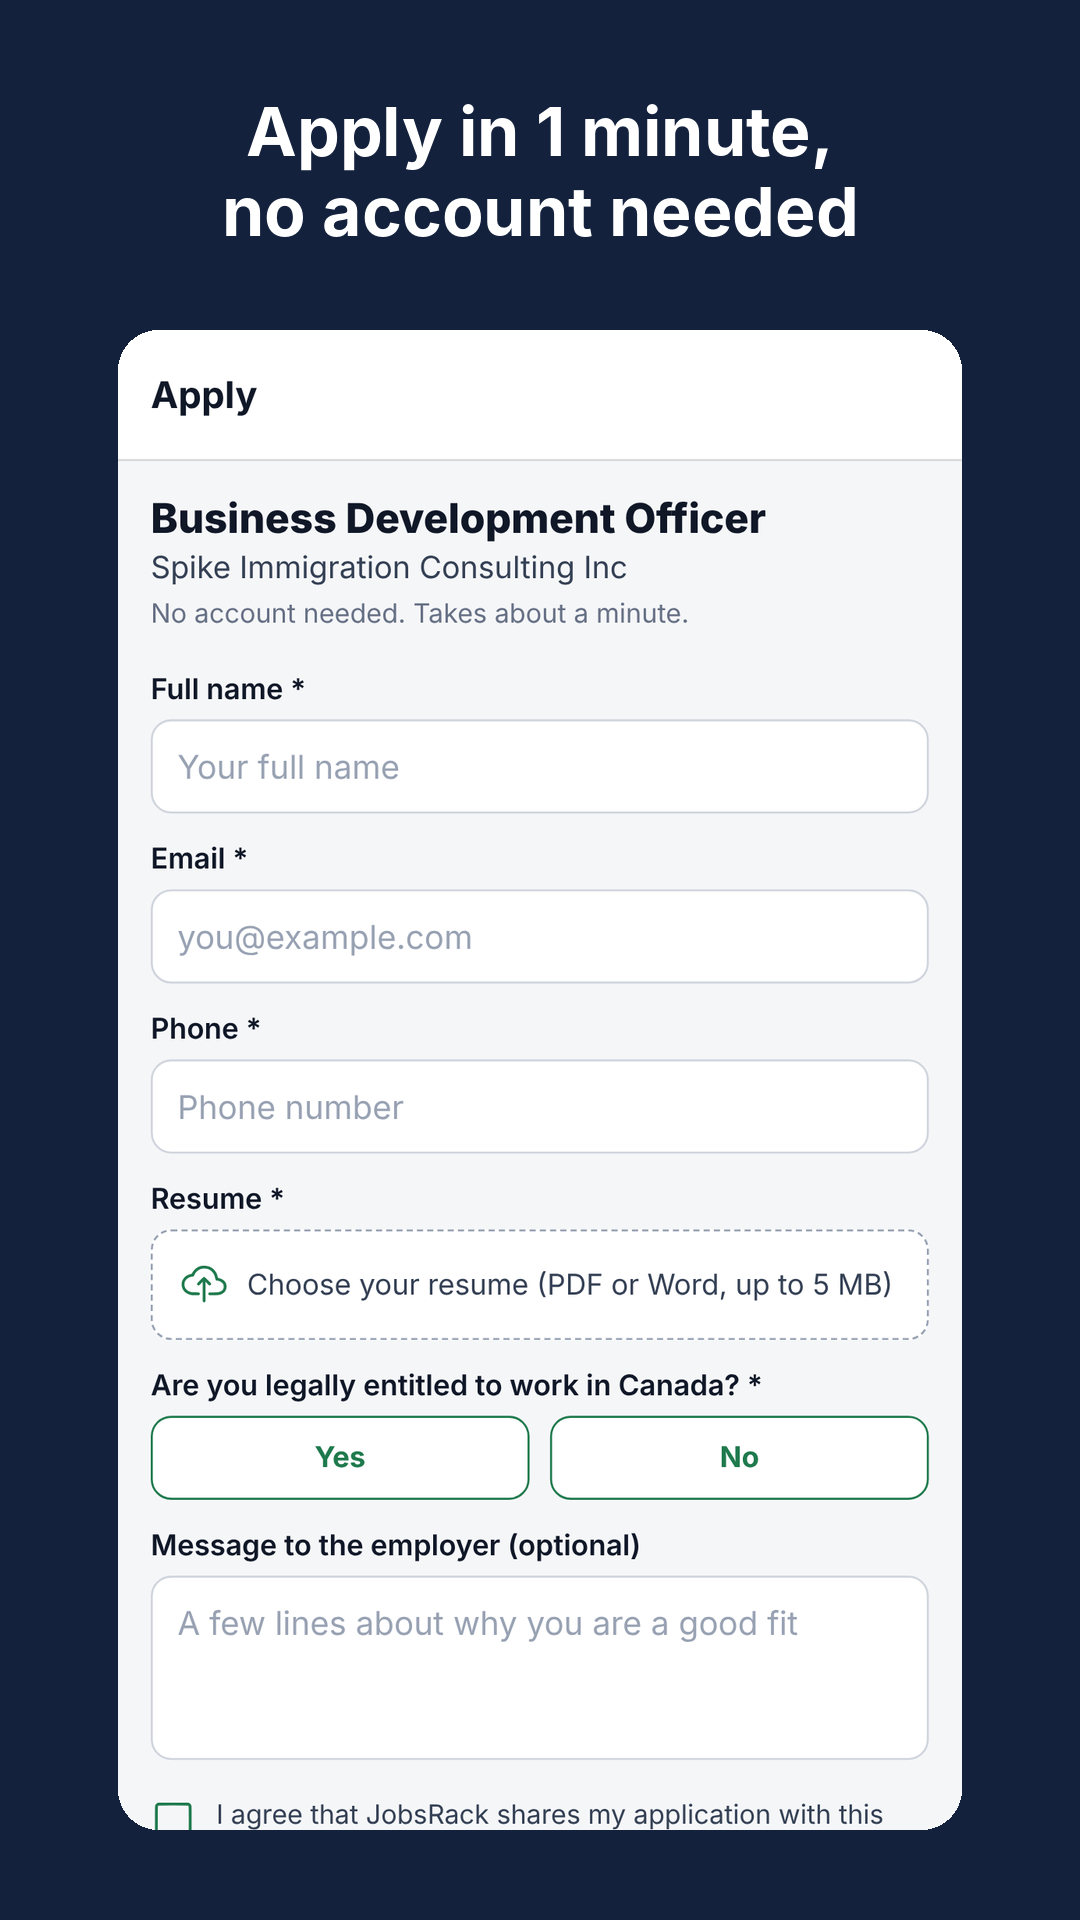 Apply in 1 minute,
no account needed
Apply
Business Development Officer
Spike Immigration Consulting Inc
No account needed. Takes about a minute.
Full name *
Your full name
Email *
you@example.com
Phone *
Phone number
Resume *
Choose your resume (PDF or Word, up to 5 MB)
Are you legally entitled to work in Canada? *
Yes
No
Message to the employer (optional)
A few lines about why you are a good fit
I agree that JobsRack shares my application with this